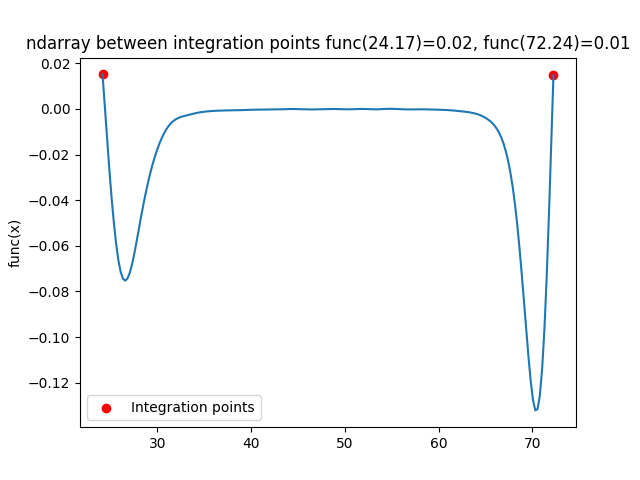 ndarray between integration points func(24.17)=0.02, func(72.24)=0.01
0.02
0.00
−0.02
−0.04
−0.06
−0.08
−0.10
−0.12
func(x)
Integration points
30 40 50 60 70